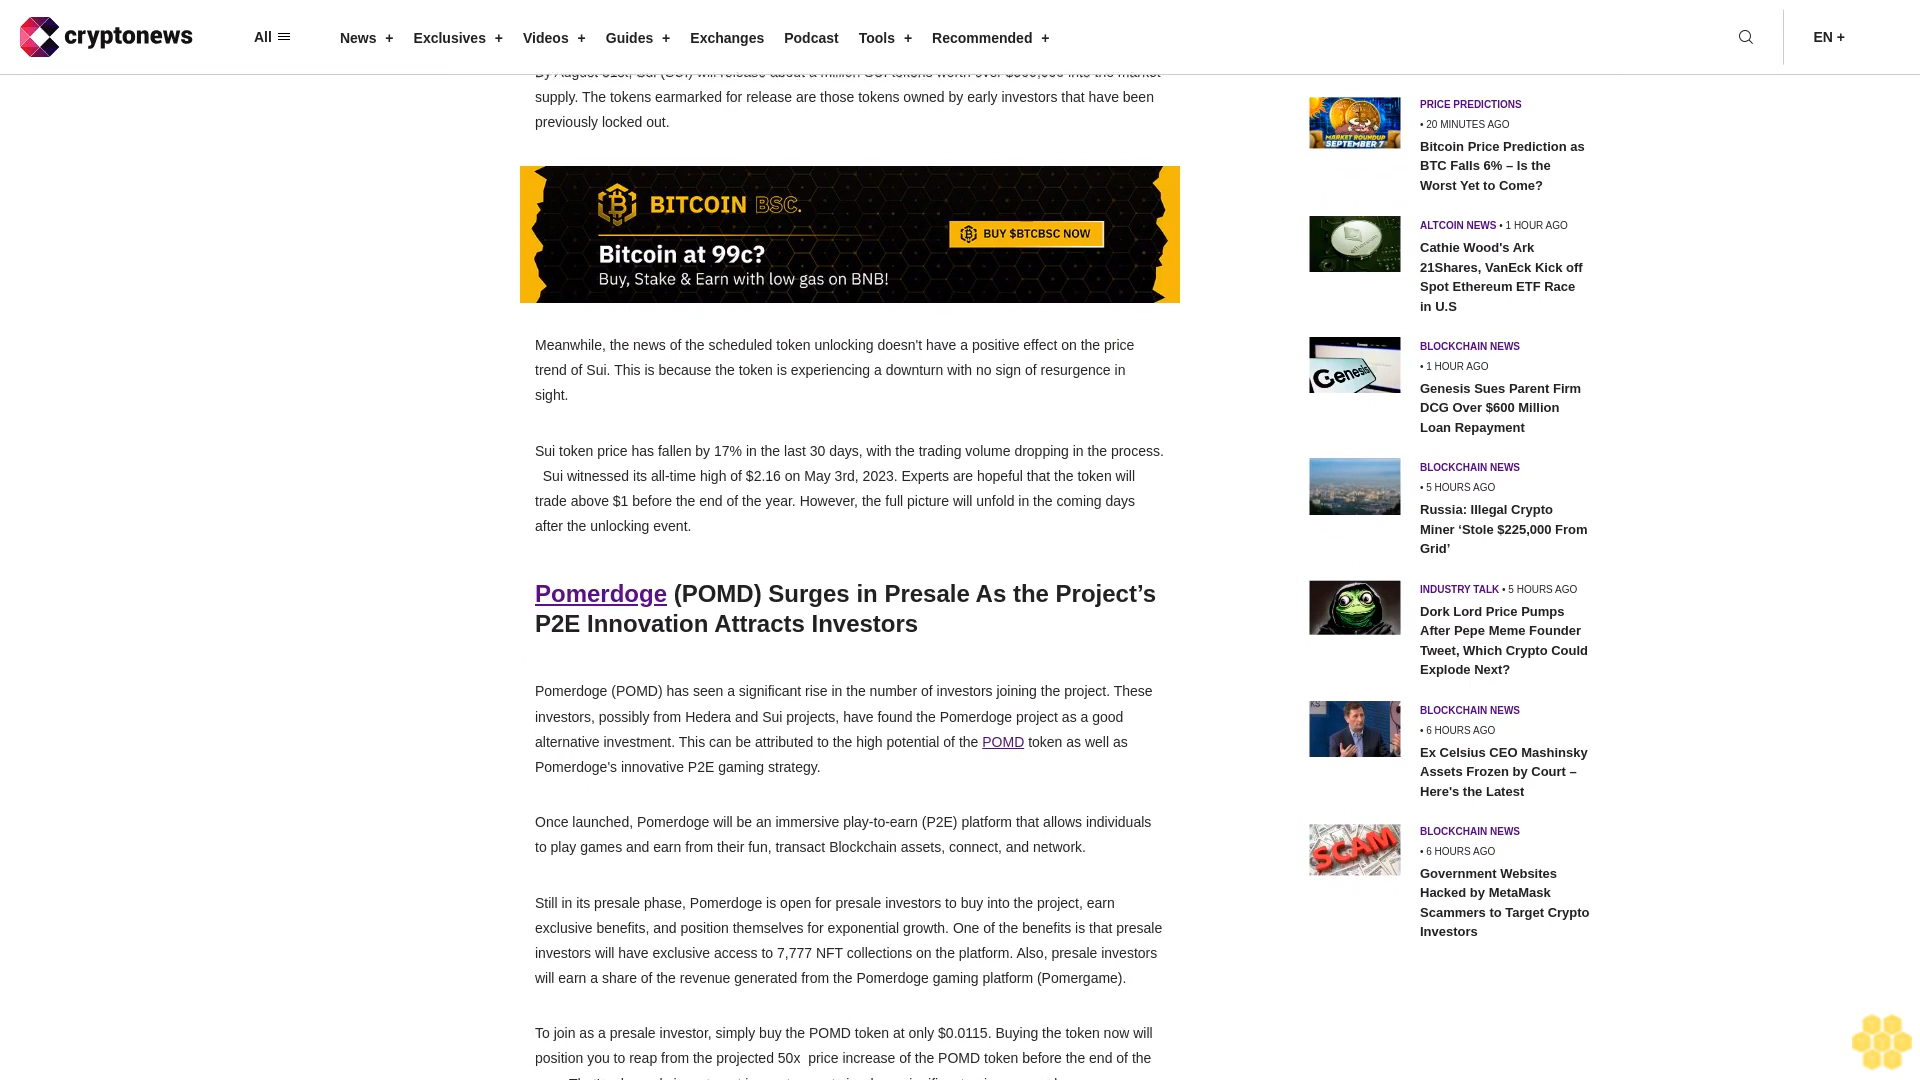 cryptonews
All
News +
Exclusives +
Videos +
Guides +
Exchanges
Podcast
Tools +
Recommended +
EN +
supply. The tokens earmarked for release are those tokens owned by early investors that have been
previously locked out.
BITCOIN BSC.
Bitcoin at 99c?
Buy, Stake & Earn with low gas on BNB!
BUY $BTCBSC NOW
Meanwhile, the news of the scheduled token unlocking doesn't have a positive effect on the price
trend of Sui. This is because the token is experiencing a downturn with no sign of resurgence in
sight.
Sui token price has fallen by 17% in the last 30 days, with the trading volume dropping in the process.
Sui witnessed its all-time high of $2.16 on May 3rd, 2023. Experts are hopeful that the token will
trade above $1 before the end of the year. However, the full picture will unfold in the coming days
after the unlocking event.
Pomerdoge (POMD) Surges in Presale As the Project’s
P2E Innovation Attracts Investors
Pomerdoge (POMD) has seen a significant rise in the number of investors joining the project. These
investors, possibly from Hedera and Sui projects, have found the Pomerdoge project as a good
alternative investment. This can be attributed to the high potential of the POMD token as well as
Pomerdoge's innovative P2E gaming strategy.
Once launched, Pomerdoge will be an immersive play-to-earn (P2E) platform that allows individuals
to play games and earn from their fun, transact Blockchain assets, connect, and network.
Still in its presale phase, Pomerdoge is open for presale investors to buy into the project, earn
exclusive benefits, and position themselves for exponential growth. One of the benefits is that presale
investors will have exclusive access to 7,777 NFT collections on the platform. Also, presale investors
will earn a share of the revenue generated from the Pomerdoge gaming platform (Pomergame).
To join as a presale investor, simply buy the POMD token at only $0.0115. Buying the token now will
position you to reap from the projected 50x price increase of the POMD token before the end of the
MARKET ROUNDUP
SEPTEMBER 7
PRICE PREDICTIONS
• 20 MINUTES AGO
Bitcoin Price Prediction as
BTC Falls 6% – Is the
Worst Yet to Come?
ALTCOIN NEWS • 1 HOUR AGO
Cathie Wood's Ark
21Shares, VanEck Kick off
Spot Ethereum ETF Race
in U.S
Genesis
BLOCKCHAIN NEWS
• 1 HOUR AGO
Genesis Sues Parent Firm
DCG Over $600 Million
Loan Repayment
BLOCKCHAIN NEWS
• 5 HOURS AGO
Russia: Illegal Crypto
Miner ‘Stole $225,000 From
Grid’
INDUSTRY TALK • 5 HOURS AGO
Dork Lord Price Pumps
After Pepe Meme Founder
Tweet, Which Crypto Could
Explode Next?
BLOCKCHAIN NEWS
• 6 HOURS AGO
Ex Celsius CEO Mashinsky
Assets Frozen by Court –
Here's the Latest
SCAM
BLOCKCHAIN NEWS
• 6 HOURS AGO
Government Websites
Hacked by MetaMask
Scammers to Target Crypto
Investors